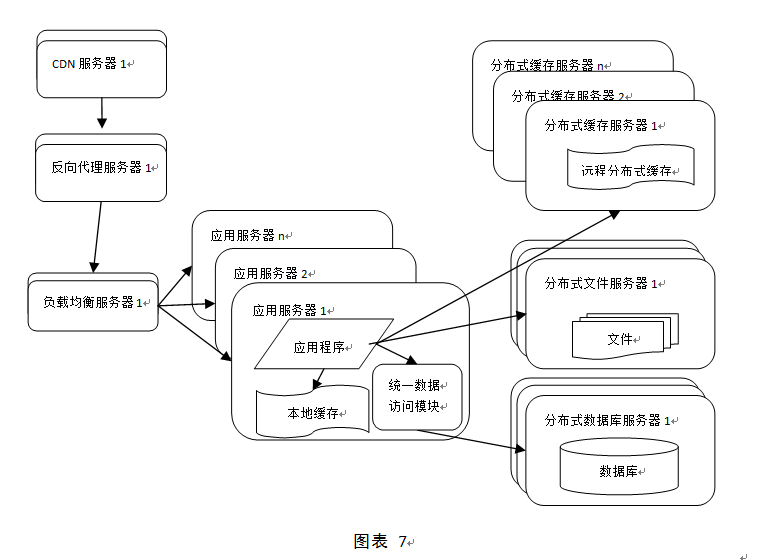 CDN 服务器 1
反向代理服务器 1
负载均衡服务器 1
应用服务器 n
应用服务器 2
应用服务器 1
应用程序
本地缓存
统一数据
访问模块
分布式缓存服务器 n
分布式缓存服务器 2
分布式缓存服务器 1
远程分布式缓存
分布式文件服务器 1
文件
分布式数据库服务器 1
数据库
图表 7